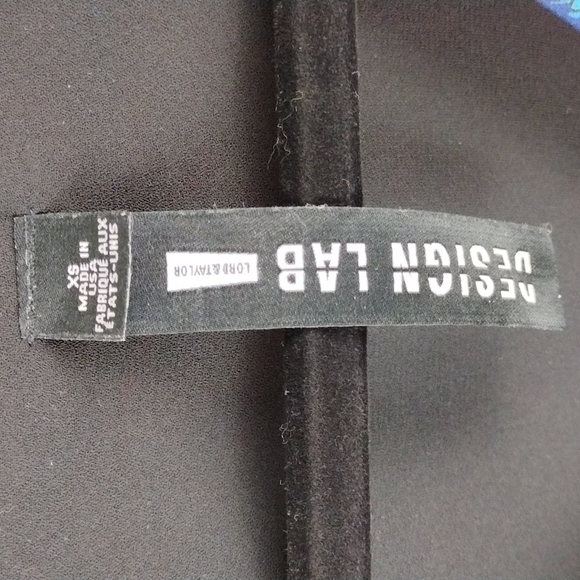 DESIGN LAB
LORD & TAYLOR
XS
MADE IN
USA
FABRIQUÉ AUX
ÉTATS-UNIS